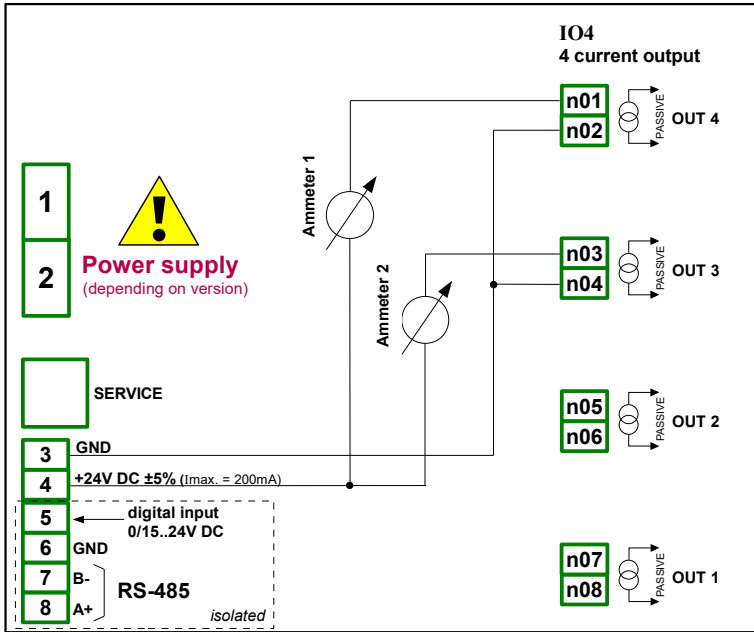 IO4
4 current output
n01
n02
PASSIVE
OUT 4
Ammeter 1
1
2
Power supply
(depending on version)
n03
n04
PASSIVE
OUT 3
Ammeter 2
SERVICE
n05
n06
PASSIVE
OUT 2
3 GND
4 +24V DC ±5% (Imax. = 200mA)
5 digital input
0/15..24V DC
6 GND
7 B-
RS-485
8 A+
isolated
n07
n08
PASSIVE
OUT 1